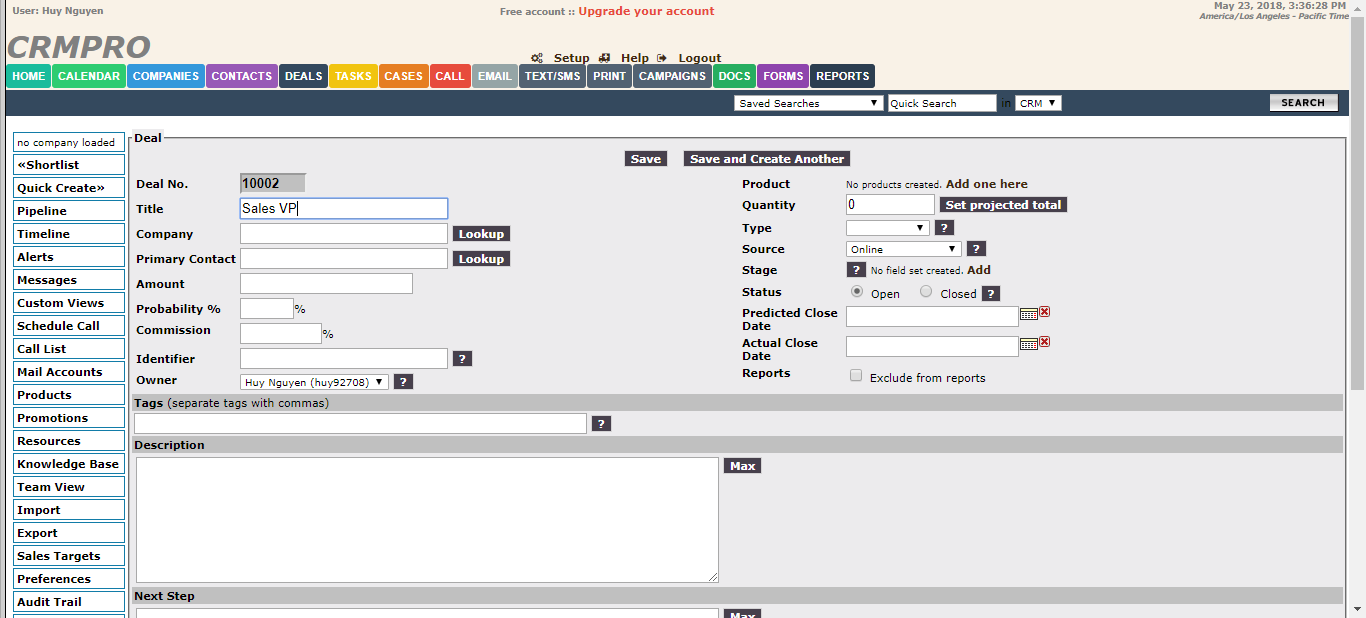 User: Huy Nguyen
Free account :: Upgrade your account
May 23, 2018, 3:36:28 PM
America/Los Angeles - Pacific Time
CRMPRO
Setup Help Logout
HOME CALENDAR COMPANIES CONTACTS DEALS TASKS CASES CALL EMAIL TEXT/SMS PRINT CAMPAIGNS DOCS FORMS REPORTS
Saved Searches Quick Search in CRM SEARCH
no company loaded
«Shortlist
Quick Create»
Pipeline
Timeline
Alerts
Messages
Custom Views
Schedule Call
Call List
Mail Accounts
Products
Promotions
Resources
Knowledge Base
Team View
Import
Export
Sales Targets
Preferences
Audit Trail
Deal
Save Save and Create Another
Deal No. 10002
Title Sales VP
Company Lookup
Primary Contact Lookup
Amount
Probability % %
Commission %
Identifier ?
Owner Huy Nguyen (huy92708) ?
Product No products created. Add one here
Quantity 0 Set projected total
Type ?
Source Online ?
Stage ? No field set created. Add
Status Open Closed ?
Predicted Close
Date
Actual Close
Date
Reports Exclude from reports
Tags (separate tags with commas)
?
Description
Max
Next Step
Max